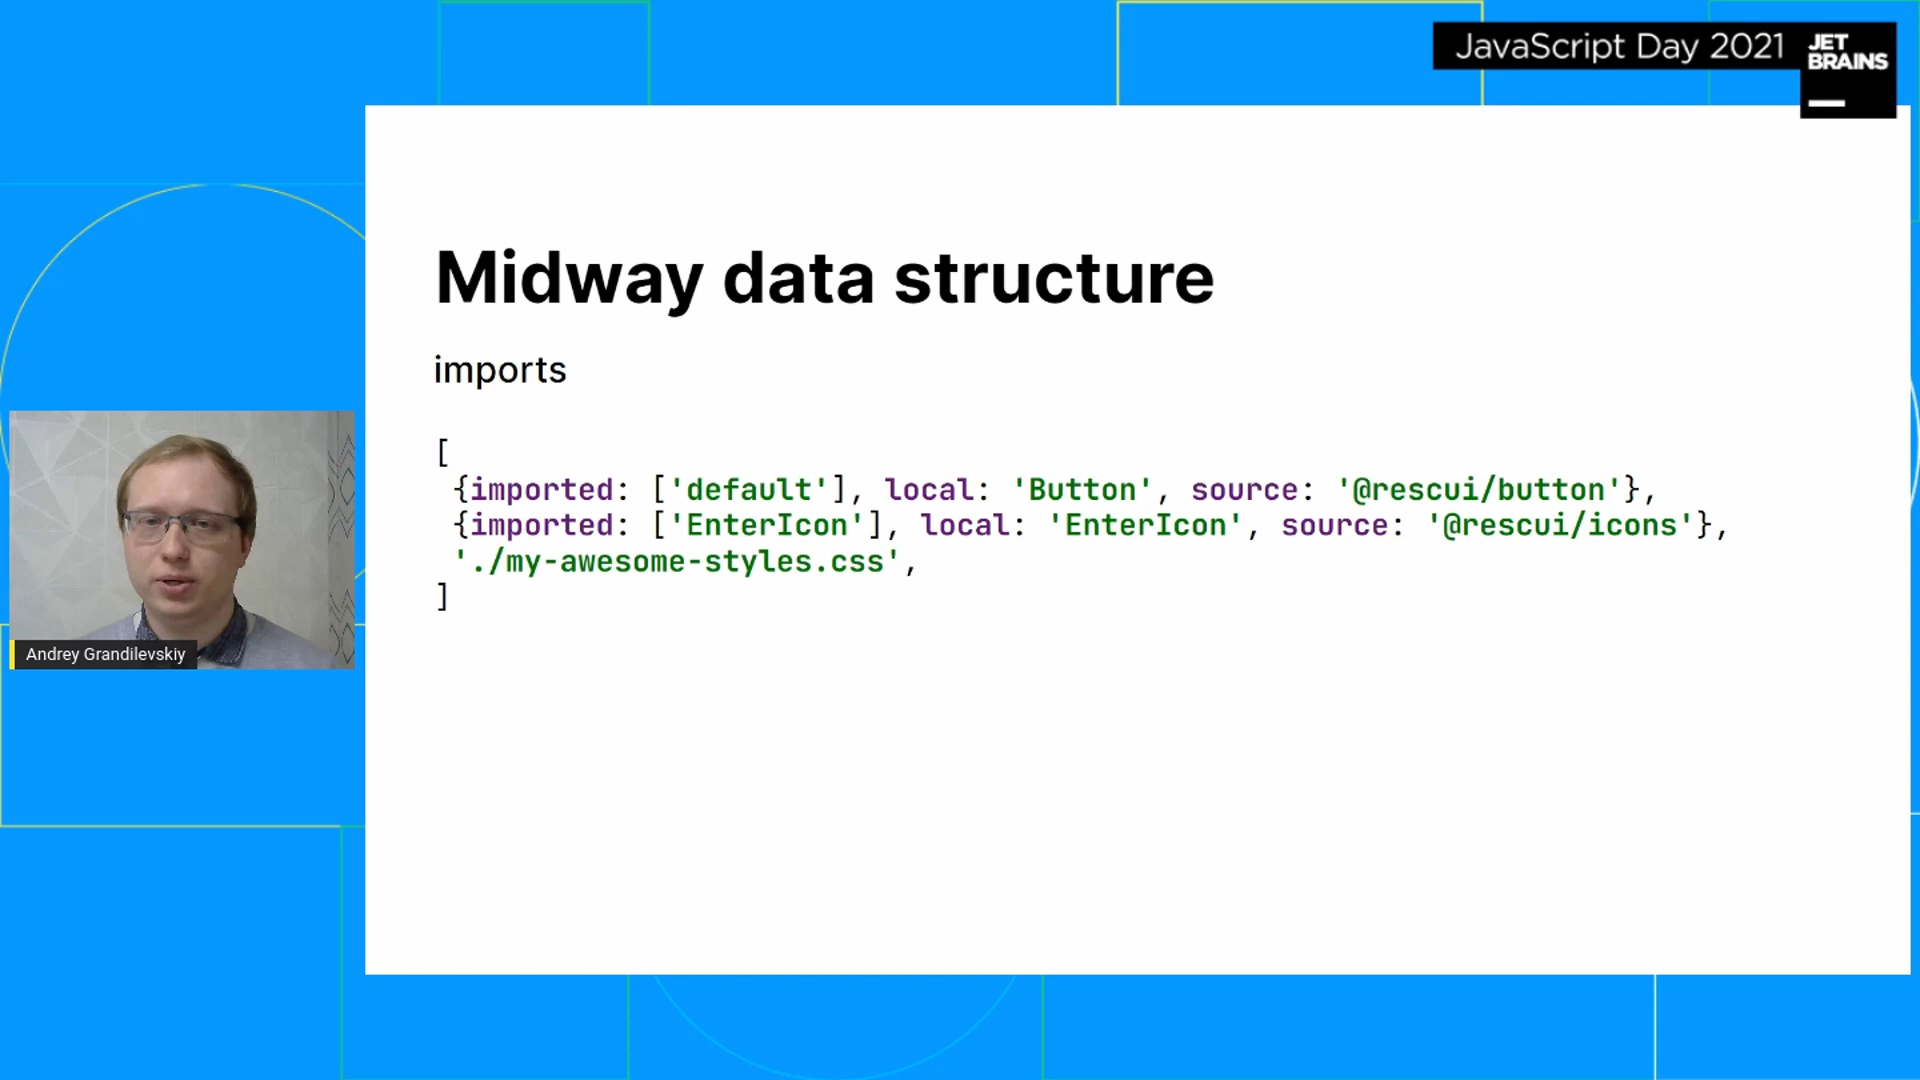 JavaScript Day 2021
JET
BRAINS
Midway data structure
imports
[
{imported: ['default'], local: 'Button', source: '@rescui/button'},
{imported: ['EnterIcon'], local: 'EnterIcon', source: '@rescui/icons'},
'./my-awesome-styles.css',
]
Andrey Grandilevskiy